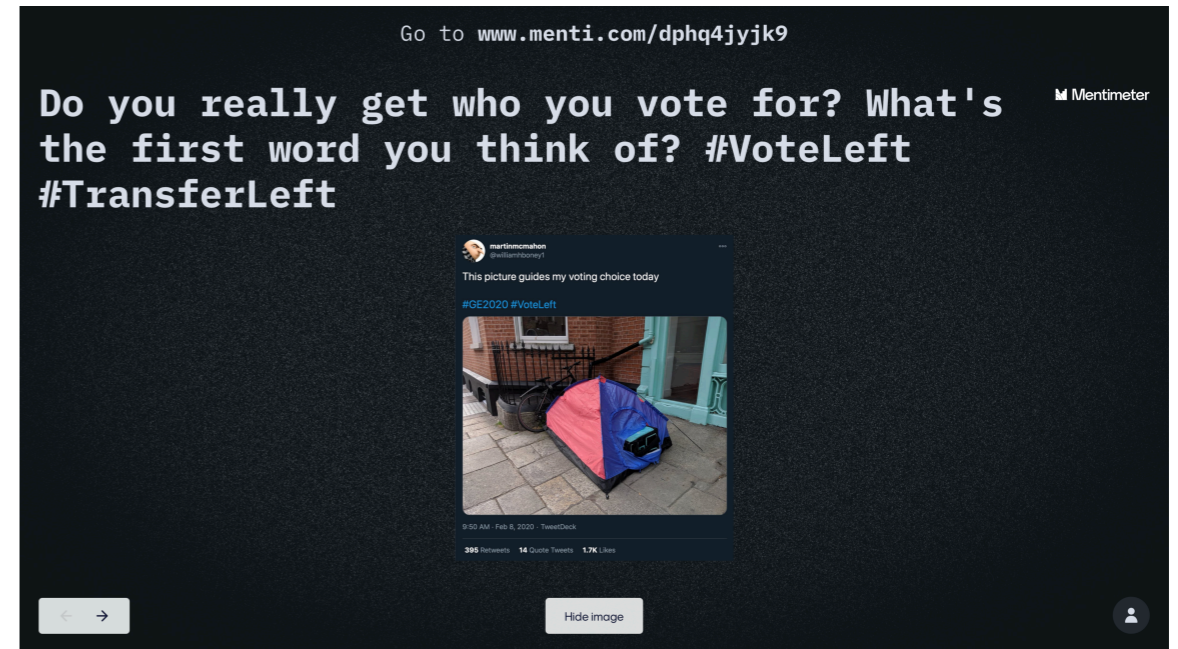 Go to www.menti.com/dphq4jyjk9
Do you really get who you vote for? What's
the first word you think of? #VoteLeft
#TransferLeft
Mentimeter
martinmcmahon
@williamhboney1
This picture guides my voting choice today
#GE2020 #VoteLeft
9:50 AM · Feb 8, 2020 · TweetDeck
395 Retweets 14 Quote Tweets 1.7K Likes
Hide image